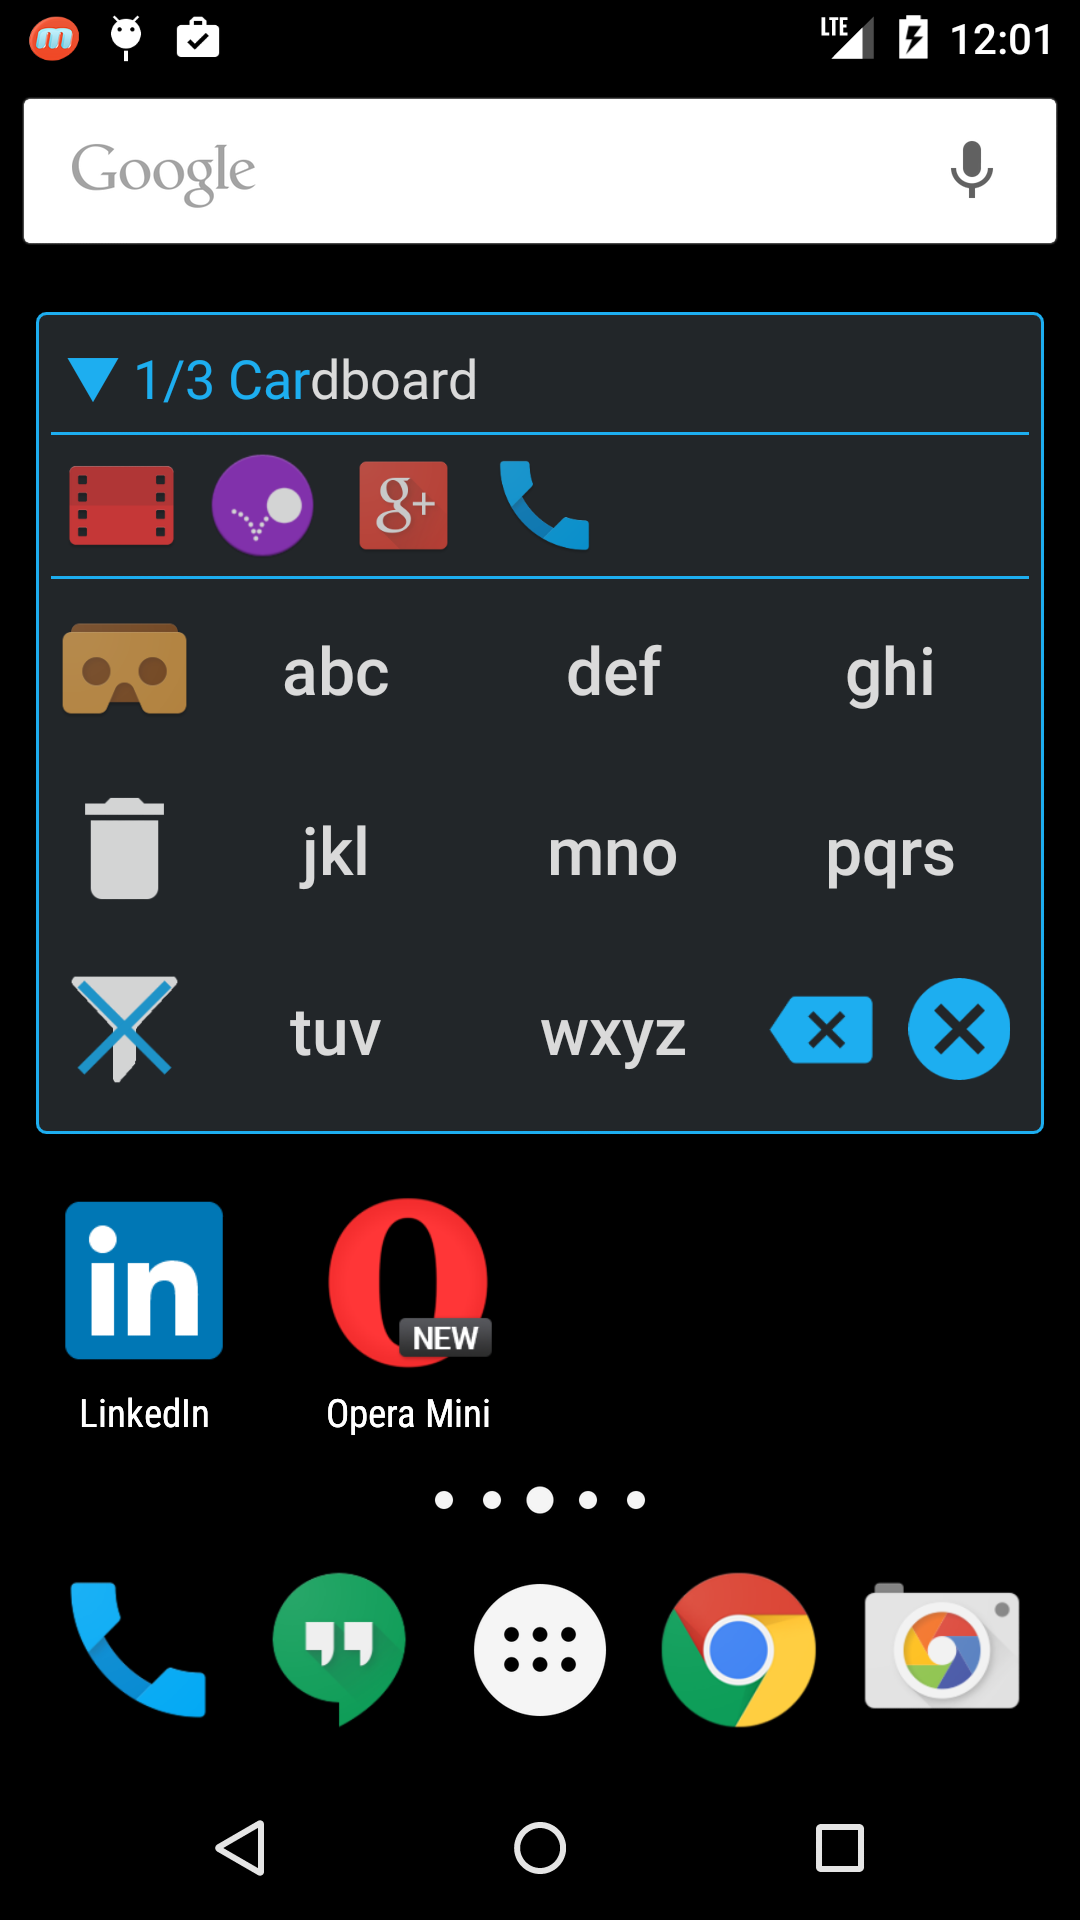 m
LTE
12:01
Google
1/3 Cardboard
g+
abc def ghi
jkl mno pqrs
tuv wxyz
in
NEW
LinkedIn Opera Mini